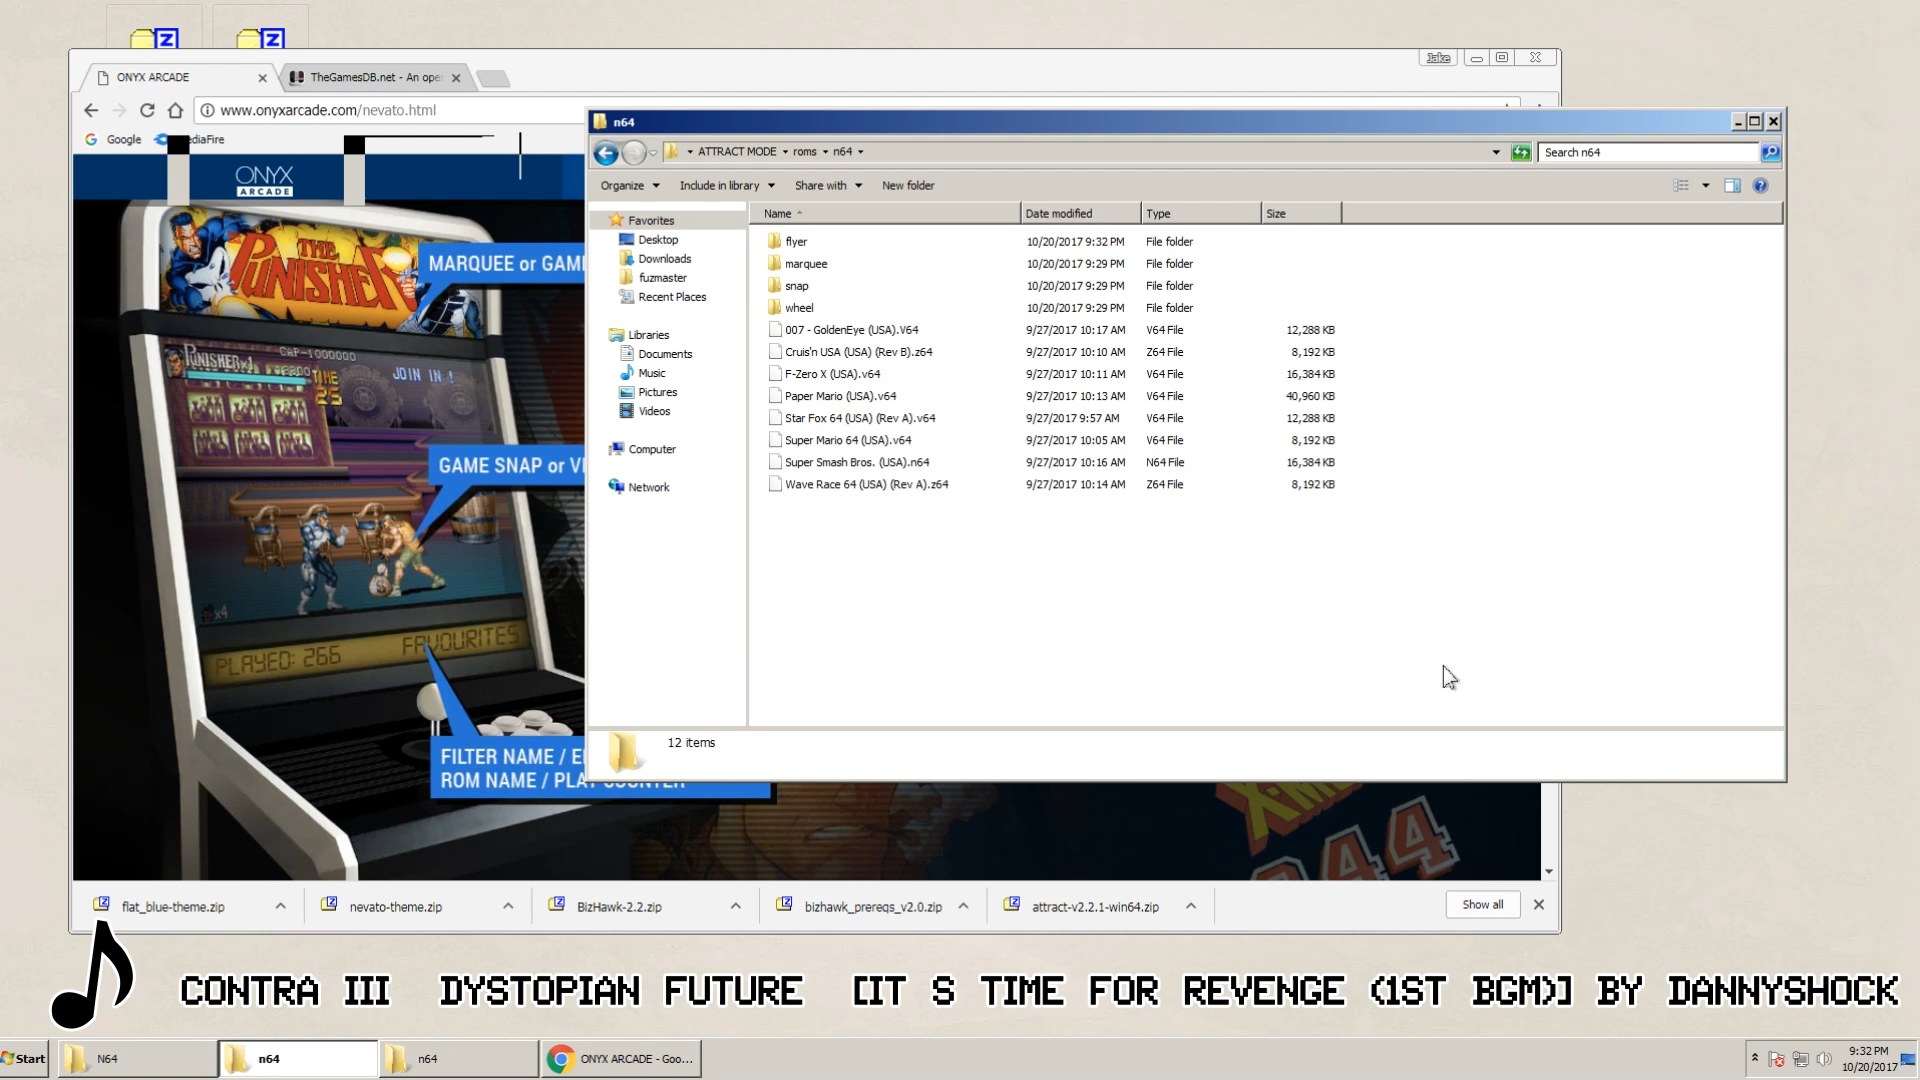 Jake
ONYX ARCADE
TheGamesDB.net - An ope
www.onyxarcade.com/nevato.html
Google
ediaFire
ONYX
ARCADE
THE
PUNISHER
MARQUEE or GAM
PUNISHER x1
CAP-1000000
TIME
25
JOIN IN !
GAME SNAP or VI
x4
PLAYED: 266
FAVOURITES
FILTER NAME / E
ROM NAME / PLAY COUNTER
n64
ATTRACT MODE
roms
n64
Search n64
Organize
Include in library
Share with
New folder
Favorites
Desktop
Downloads
fuzmaster
Recent Places
Libraries
Documents
Music
Pictures
Videos
Computer
Network
Name
Date modified
Type
Size
flyer 10/20/2017 9:32 PM File folder
marquee 10/20/2017 9:29 PM File folder
snap 10/20/2017 9:29 PM File folder
wheel 10/20/2017 9:29 PM File folder
007 - GoldenEye (USA).V64 9/27/2017 10:17 AM V64 File 12,288 KB
Cruis'n USA (USA) (Rev B).z64 9/27/2017 10:10 AM Z64 File 8,192 KB
F-Zero X (USA).v64 9/27/2017 10:11 AM V64 File 16,384 KB
Paper Mario (USA).v64 9/27/2017 10:13 AM V64 File 40,960 KB
Star Fox 64 (USA) (Rev A).v64 9/27/2017 9:57 AM V64 File 12,288 KB
Super Mario 64 (USA).v64 9/27/2017 10:05 AM V64 File 8,192 KB
Super Smash Bros. (USA).n64 9/27/2017 10:16 AM N64 File 16,384 KB
Wave Race 64 (USA) (Rev A).z64 9/27/2017 10:14 AM Z64 File 8,192 KB
12 items
flat_blue-theme.zip
nevato-theme.zip
BizHawk-2.2.zip
bizhawk_prereqs_v2.0.zip
attract-v2.2.1-win64.zip
Show all
CONTRA III DYSTOPIAN FUTURE [IT S TIME FOR REVENGE (1ST BGM)] BY DANNYSHOCK
Start
N64
n64
n64
ONYX ARCADE - Goo...
9:32 PM
10/20/2017